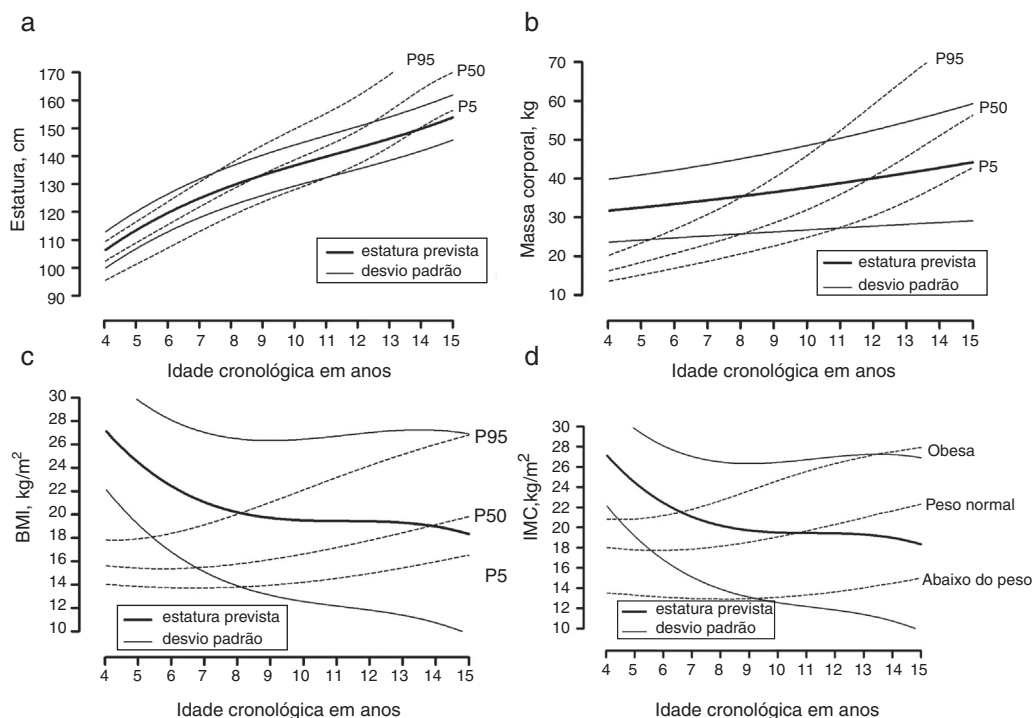 a
Estatura, cm
170
160
150
140
130
120
110
100
90
P95
P50
P5
estatura prevista
desvio padrão
4 5 6 7 8 9 10 11 12 13 14 15
Idade cronológica em anos
b
Massa corporal, kg
70
60
50
40
30
20
10
P95
P50
P5
estatura prevista
desvio padrão
4 5 6 7 8 9 10 11 12 13 14 15
Idade cronológica em anos
c
BMI, kg/m²
30
28
26
24
22
20
18
16
14
12
10
P95
P50
P5
estatura prevista
desvio padrão
4 5 6 7 8 9 10 11 12 13 14 15
Idade cronológica em anos
d
IMC,kg/m²
30
28
26
24
22
20
18
16
14
12
10
Obesa
Peso normal
Abaixo do peso
estatura prevista
desvio padrão
4 5 6 7 8 9 10 11 12 13 14 15
Idade cronológica em anos